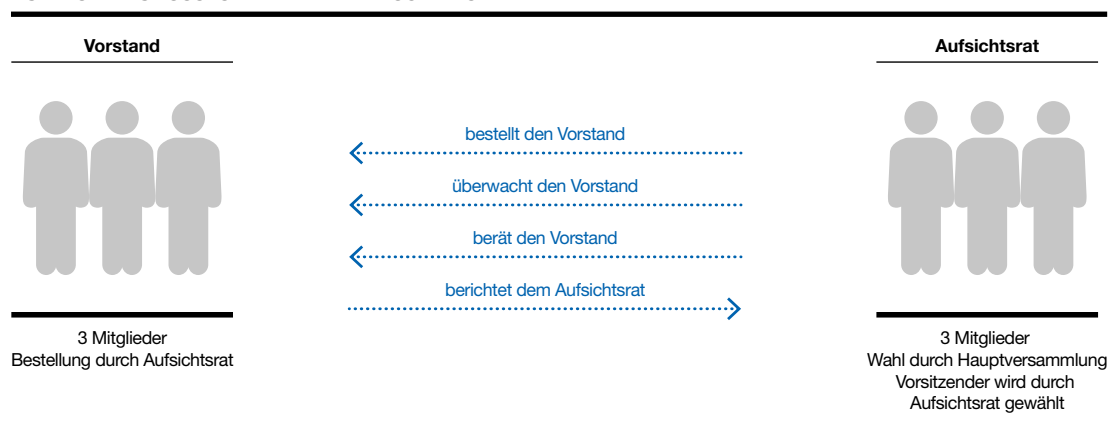 Vorstand
Aufsichtsrat
bestellt den Vorstand
überwacht den Vorstand
berät den Vorstand
berichtet dem Aufsichtsrat
3 Mitglieder
Bestellung durch Aufsichtsrat
3 Mitglieder
Wahl durch Hauptversammlung
Vorsitzender wird durch
Aufsichtsrat gewählt